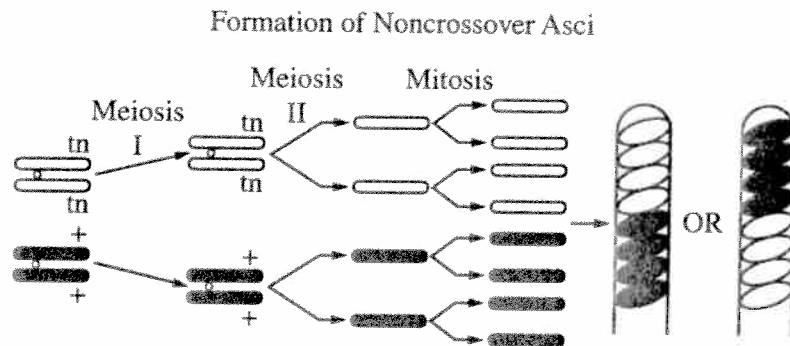 Formation of Noncrossover Asci
Meiosis I
Meiosis II
Mitosis
tn
tn
tn
tn
+
+
+
+
OR